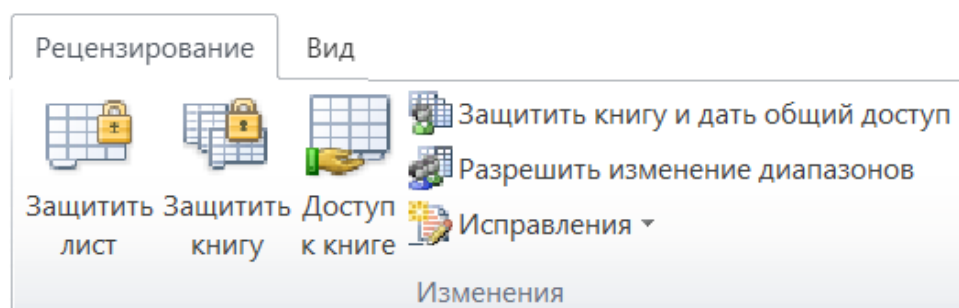 Рецензирование Вид
Защитить лист
Защитить книгу
Доступ к книге
Защитить книгу и дать общий доступ
Разрешить изменение диапазонов
Исправления
Изменения